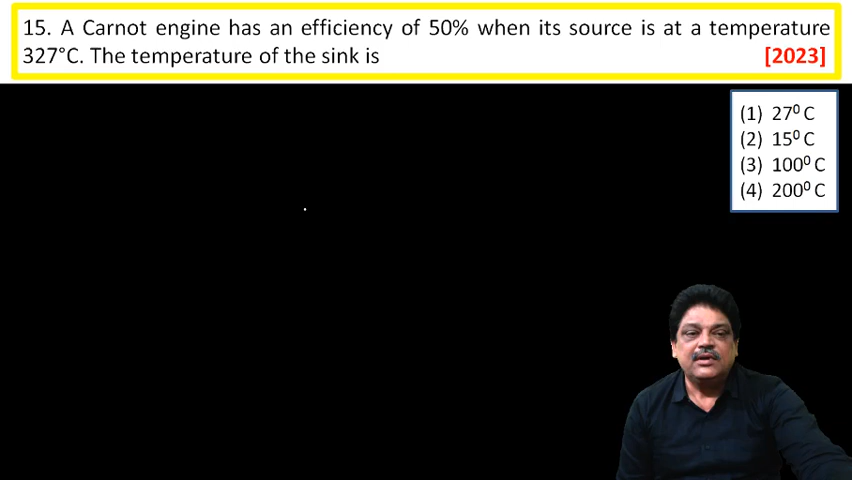 15. A Carnot engine has an efficiency of 50% when its source is at a temperature
327°C. The temperature of the sink is [2023]
(1) 27⁰ C
(2) 15⁰ C
(3) 100⁰ C
(4) 200⁰ C